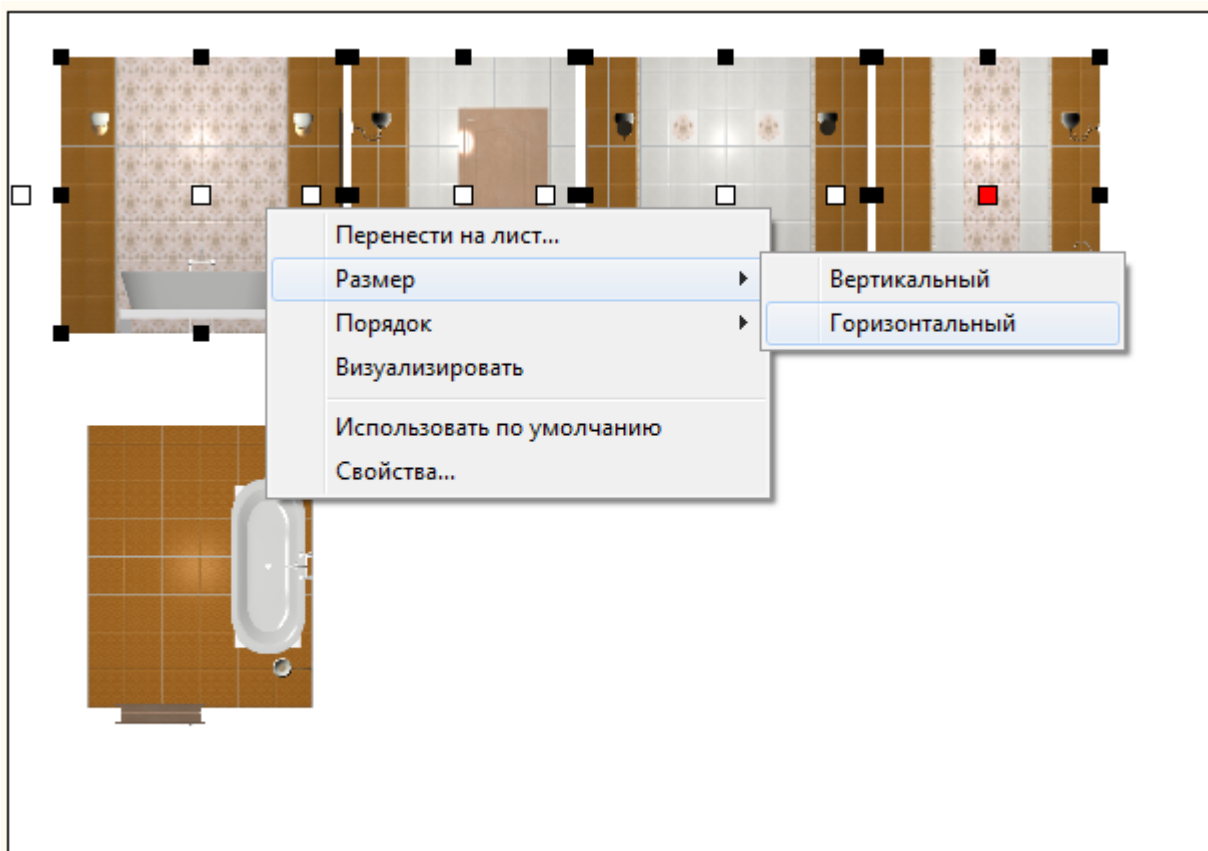 Перенести на лист...
Размер
Вертикальный
Порядок
Горизонтальный
Визуализировать
Использовать по умолчанию
Свойства...